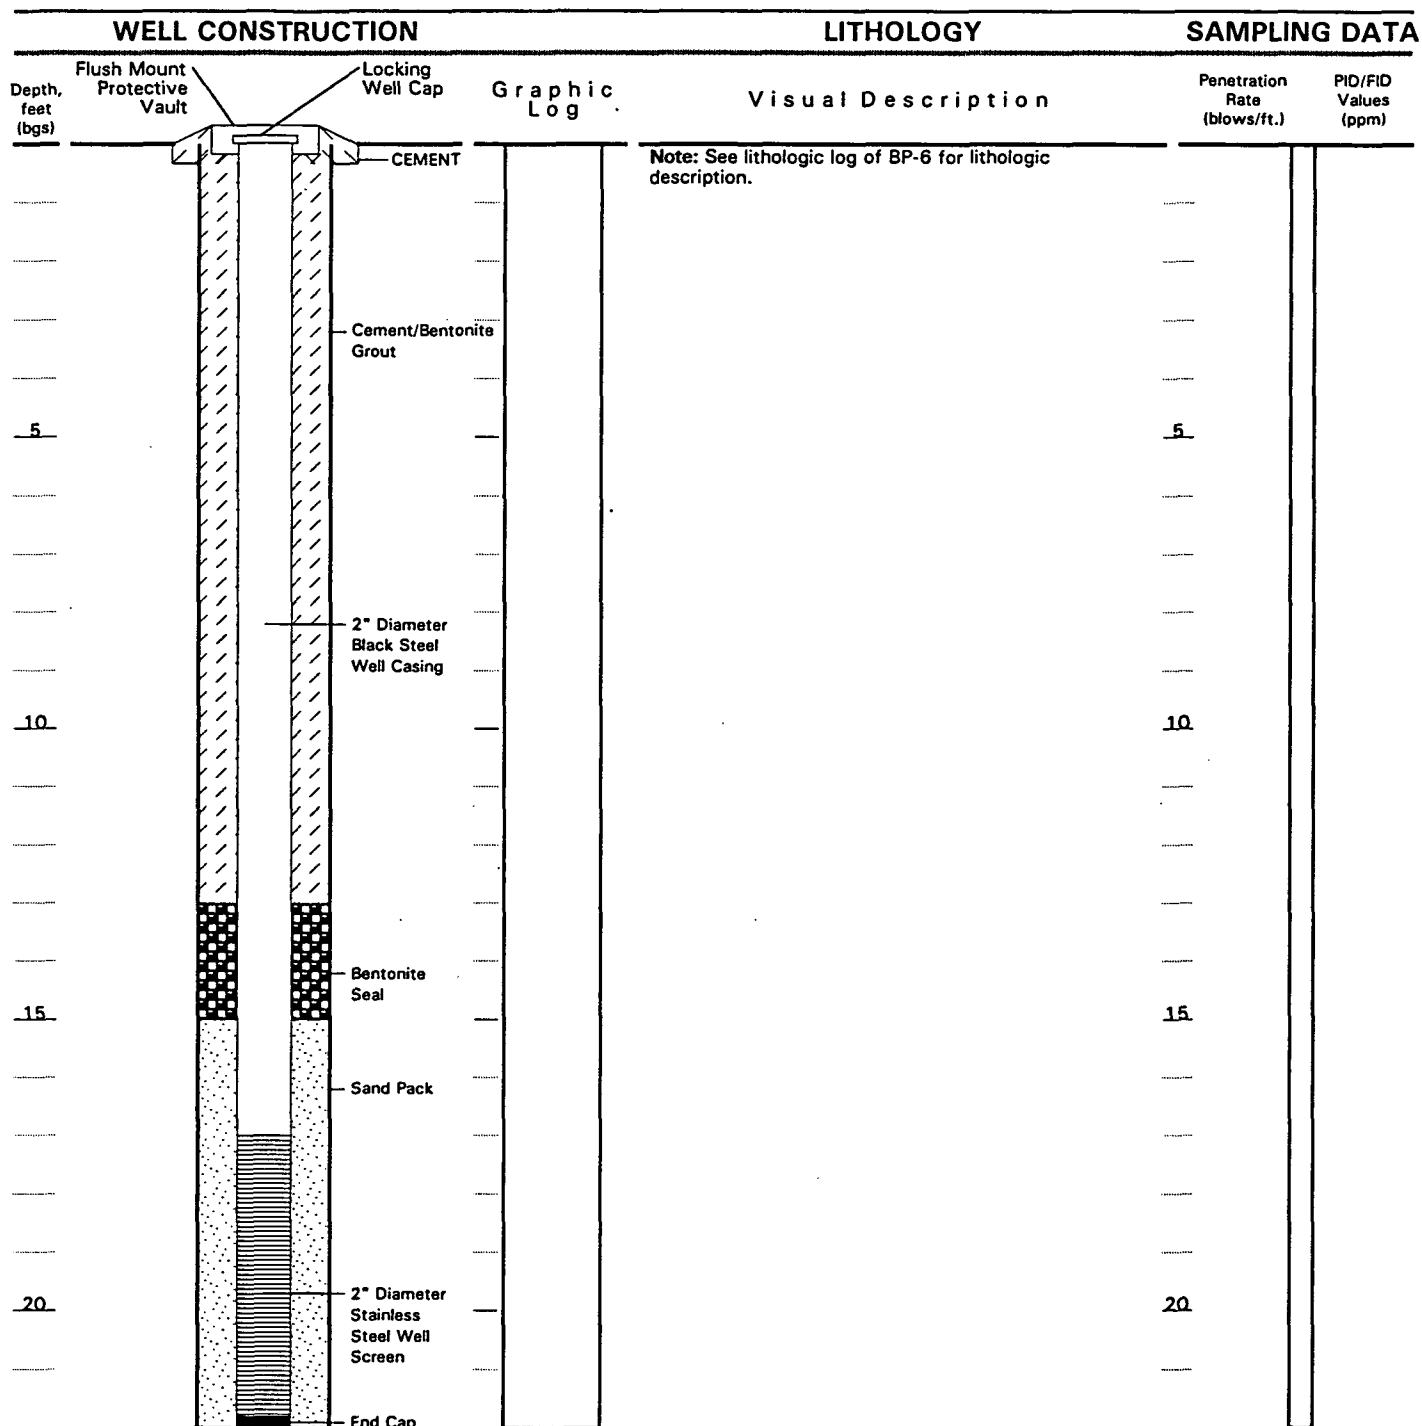 WELL CONSTRUCTION
LITHOLOGY
SAMPLING DATA
Depth,
feet
(bgs)
Flush Mount
Protective
Vault
Locking
Well Cap
Graphic
Log
Visual Description
Penetration
Rate
(blows/ft.)
PID/FID
Values
(ppm)
CEMENT
Note: See lithologic log of BP-6 for lithologic
description.
Cement/Bentonite
Grout
5
5
2" Diameter
Black Steel
Well Casing
10
10
Bentonite
Seal
15
15
Sand Pack
2" Diameter
Stainless
Steel Well
Screen
20
20
End Cap